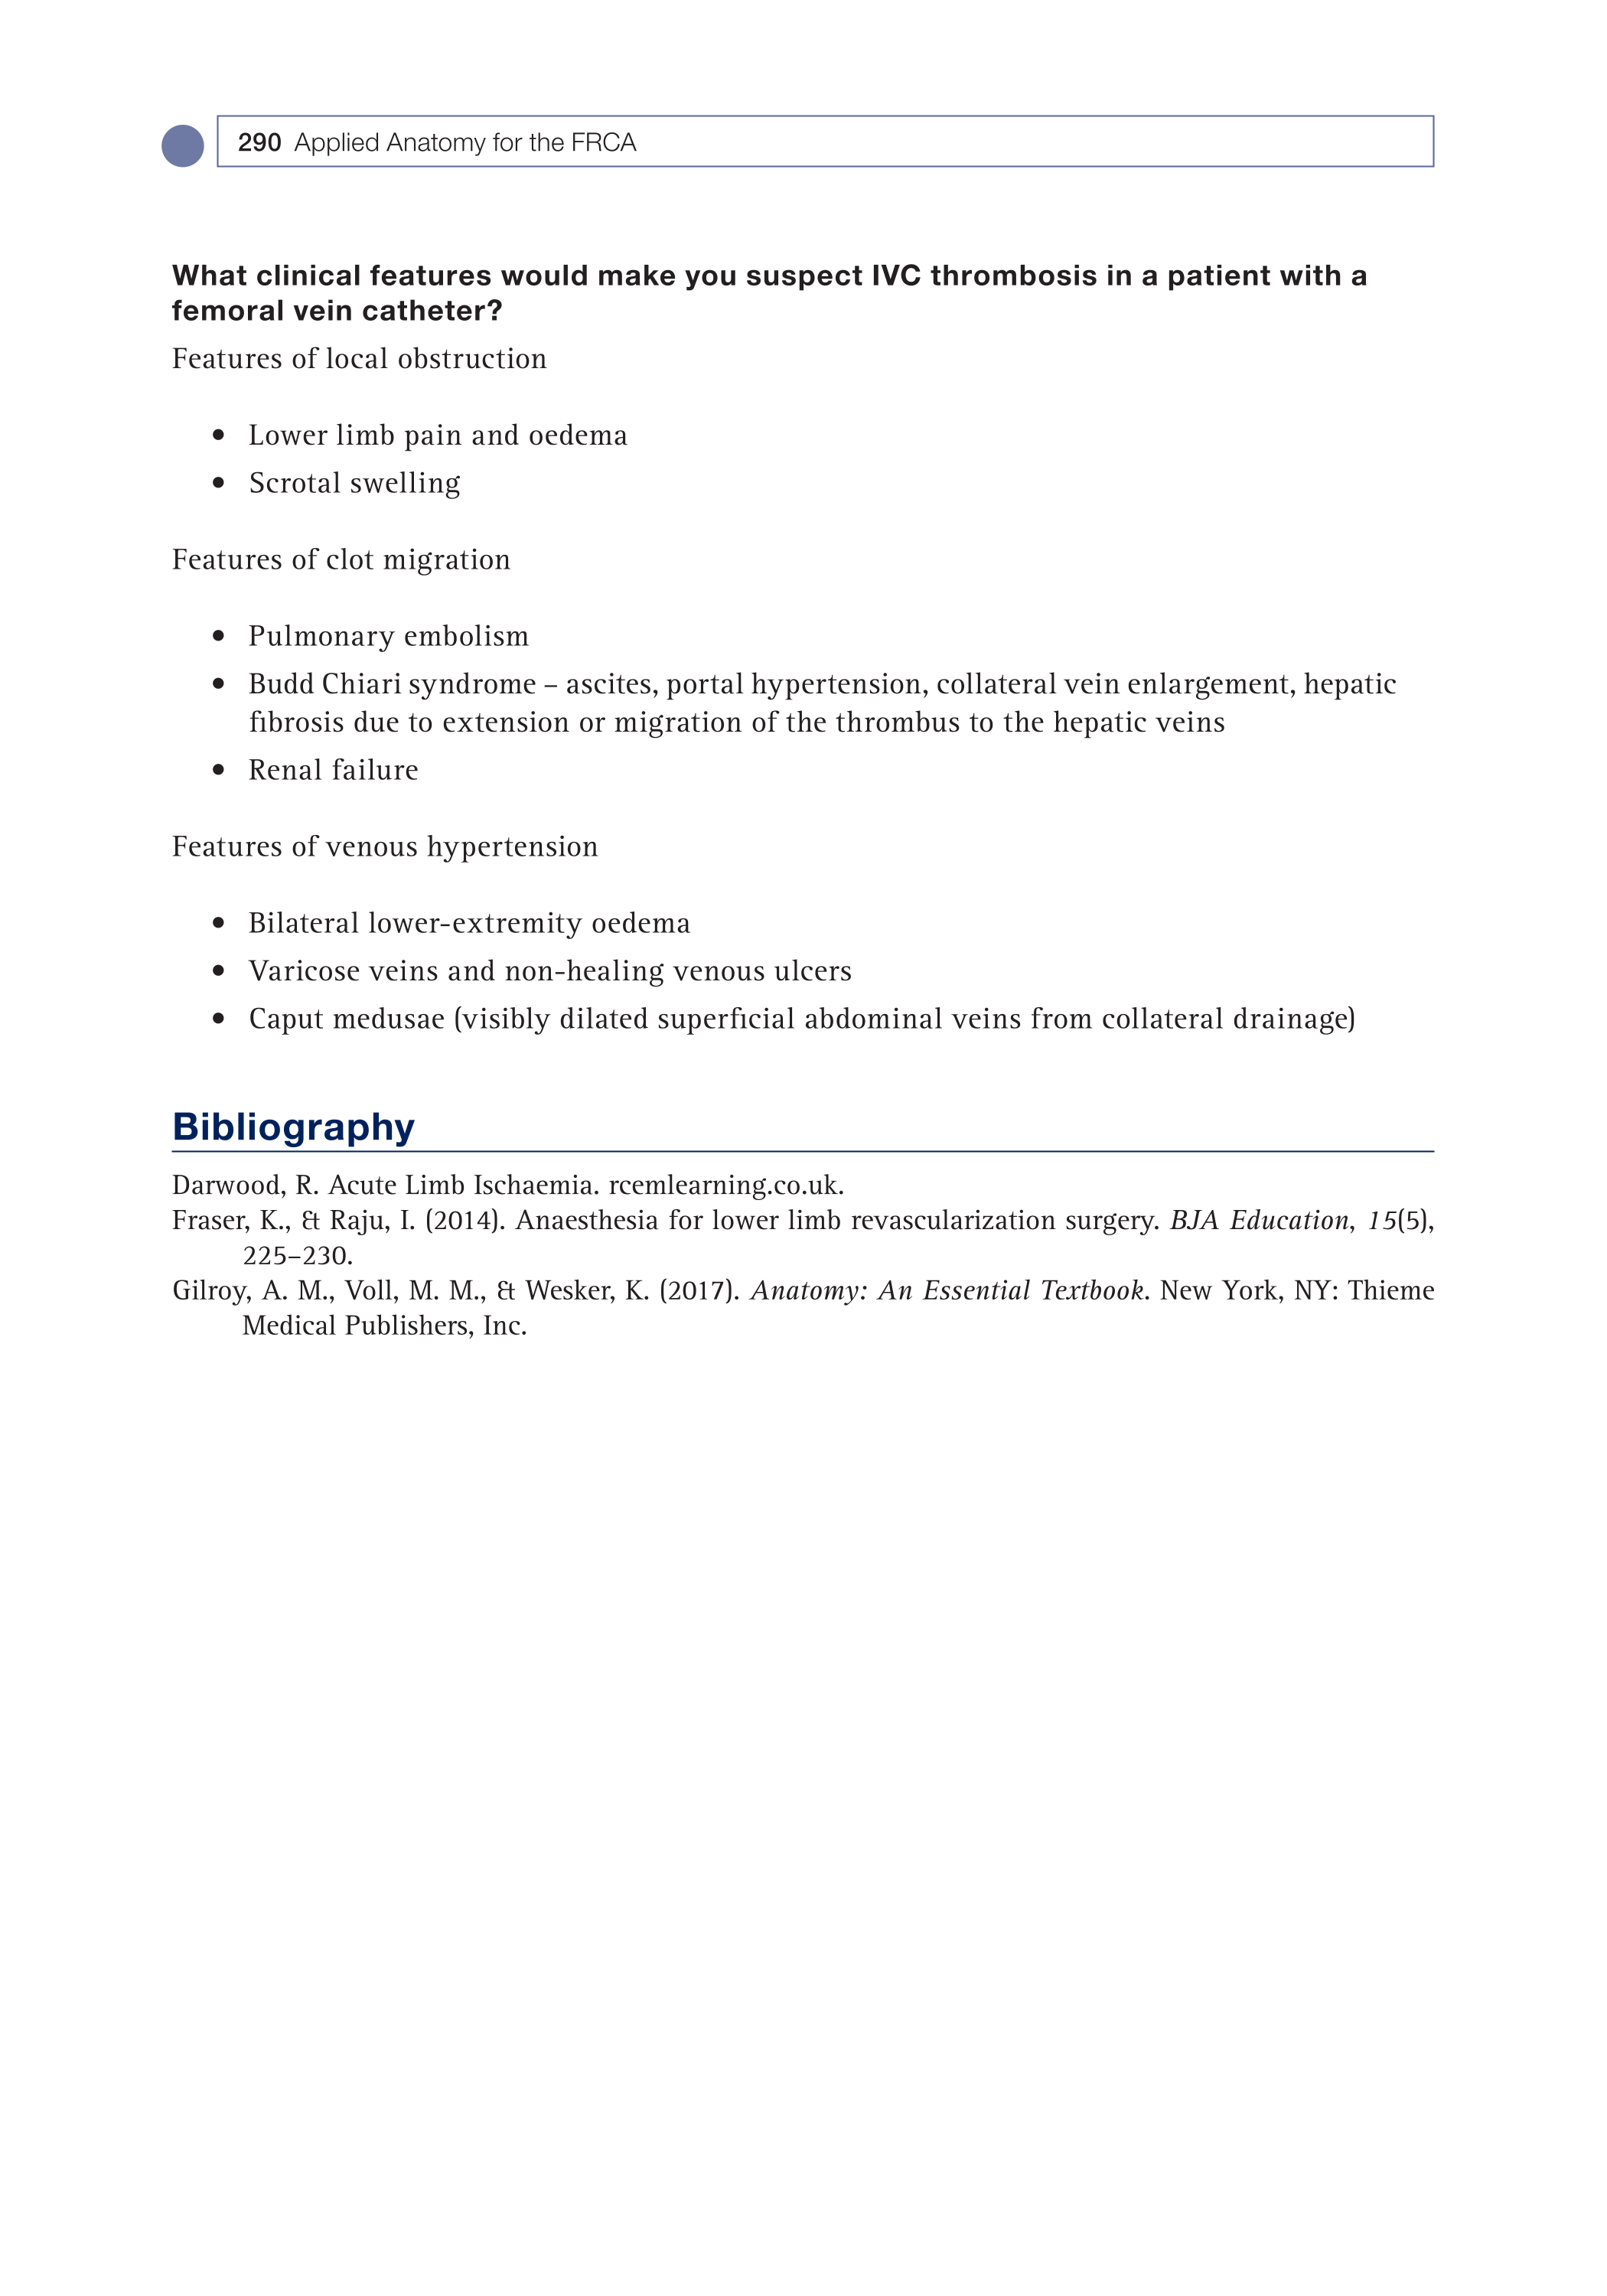 290 Applied Anatomy for the FRCA
What clinical features would make you suspect IVC thrombosis in a patient with a
femoral vein catheter?
Features of local obstruction
• Lower limb pain and oedema
• Scrotal swelling
Features of clot migration
• Pulmonary embolism
• Budd Chiari syndrome – ascites, portal hypertension, collateral vein enlargement, hepatic
fibrosis due to extension or migration of the thrombus to the hepatic veins
• Renal failure
Features of venous hypertension
• Bilateral lower-extremity oedema
• Varicose veins and non-healing venous ulcers
• Caput medusae (visibly dilated superficial abdominal veins from collateral drainage)
Bibliography
Darwood, R. Acute Limb Ischaemia. rcemlearning.co.uk.
Fraser, K., & Raju, I. (2014). Anaesthesia for lower limb revascularization surgery. BJA Education, 15(5),
225–230.
Gilroy, A. M., Voll, M. M., & Wesker, K. (2017). Anatomy: An Essential Textbook. New York, NY: Thieme
Medical Publishers, Inc.